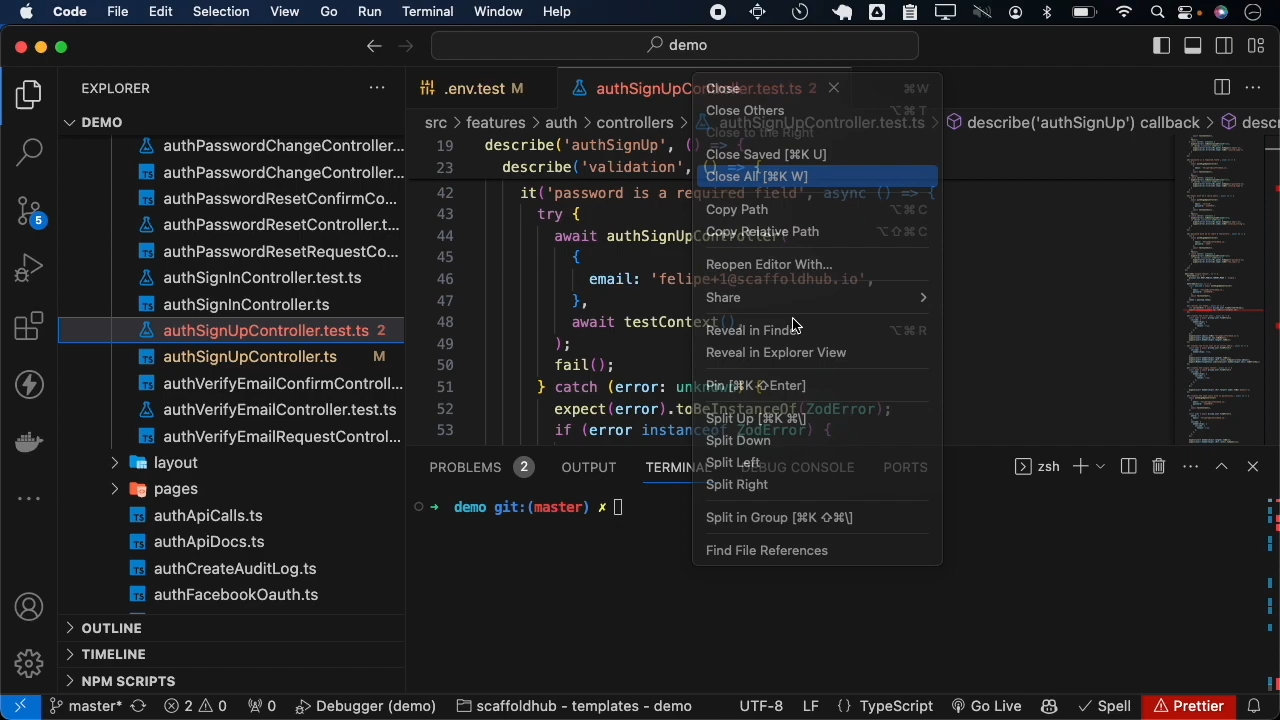 Code File Edit Selection View Go Run Terminal Window Help
demo
EXPLORER
DEMO
authPasswordChangeController...
authPasswordChangeController...
authPasswordResetConfirmCo...
authPasswordResetController...
authPasswordResetRequestCo...
authSignInController.test.ts
authSignInController.ts
authSignUpController.test.ts 2
authSignUpController.ts M
authVerifyEmailConfirmControll...
authVerifyEmailController.test.ts
authVerifyEmailRequestControl...
layout
pages
authApiCalls.ts
authApiDocs.ts
authCreateAuditLog.ts
authFacebookOauth.ts
OUTLINE
TIMELINE
NPM SCRIPTS
5
.env.test M
authSignUpController.test.ts 2
src > features > auth > controllers > authSignUpController.test.ts > describe('authSignUp') callback > desc
19 describe('authSignUp', () => {
describe('validation', () =>
it('password is a required field', async () =>
43 try {
44 await authSignUpController(
45 {
email: 'felipe+1@scaffoldhub.io',
47 },
48 await testContext()
49 );
fail();
51 } catch (error: unknown)
52 expect(error).toBeInstanceOf(ZodError);
53 if (error instanceof ZodError) {
Close ⌘W
Close Others ⌥⌘T
Close to the Right
Close Saved [⌘K U]
Close All [⌘K W]
Copy Path ⌥⌘C
Copy Relative Path ⌥⇧⌘C
Reopen Editor With...
Share
Reveal in Finder ⌥⌘R
Reveal in Explorer View
Pin [⌘K ⇧Enter]
Split Up [⌘K ⌘\]
Split Down
Split Left
Split Right
Split in Group [⌘K ⇧⌘\]
Find File References
PROBLEMS 2 OUTPUT TERMINAL DEBUG CONSOLE PORTS
zsh
➜ demo git:(master) ✗
master* 2 0 0 Debugger (demo) scaffoldhub - templates - demo UTF-8 LF {} TypeScript Go Live Spell Prettier